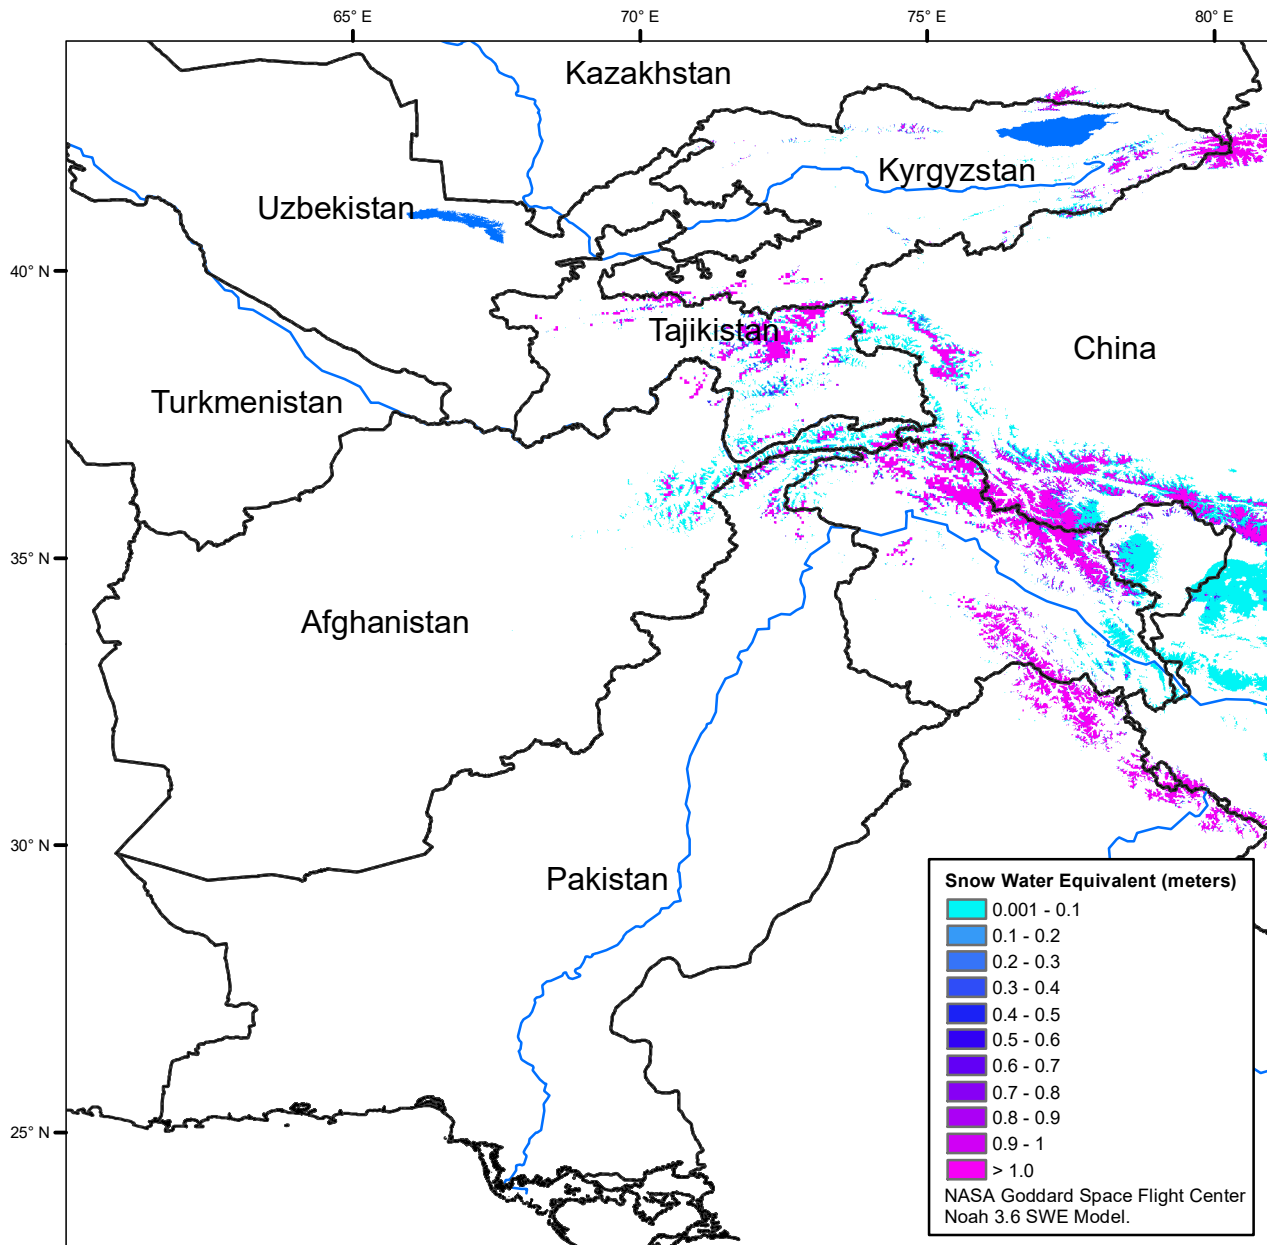 65° E
70° E
75° E
80° E
Kazakhstan
Kyrgyzstan
Uzbekistan
40° N
Tajikistan
China
Turkmenistan
35° N
Afghanistan
30° N
Pakistan
25° N
Snow Water Equivalent (meters)
0.001 - 0.1
0.1 - 0.2
0.2 - 0.3
0.3 - 0.4
0.4 - 0.5
0.5 - 0.6
0.6 - 0.7
0.7 - 0.8
0.8 - 0.9
0.9 - 1
> 1.0
NASA Goddard Space Flight Center
Noah 3.6 SWE Model.